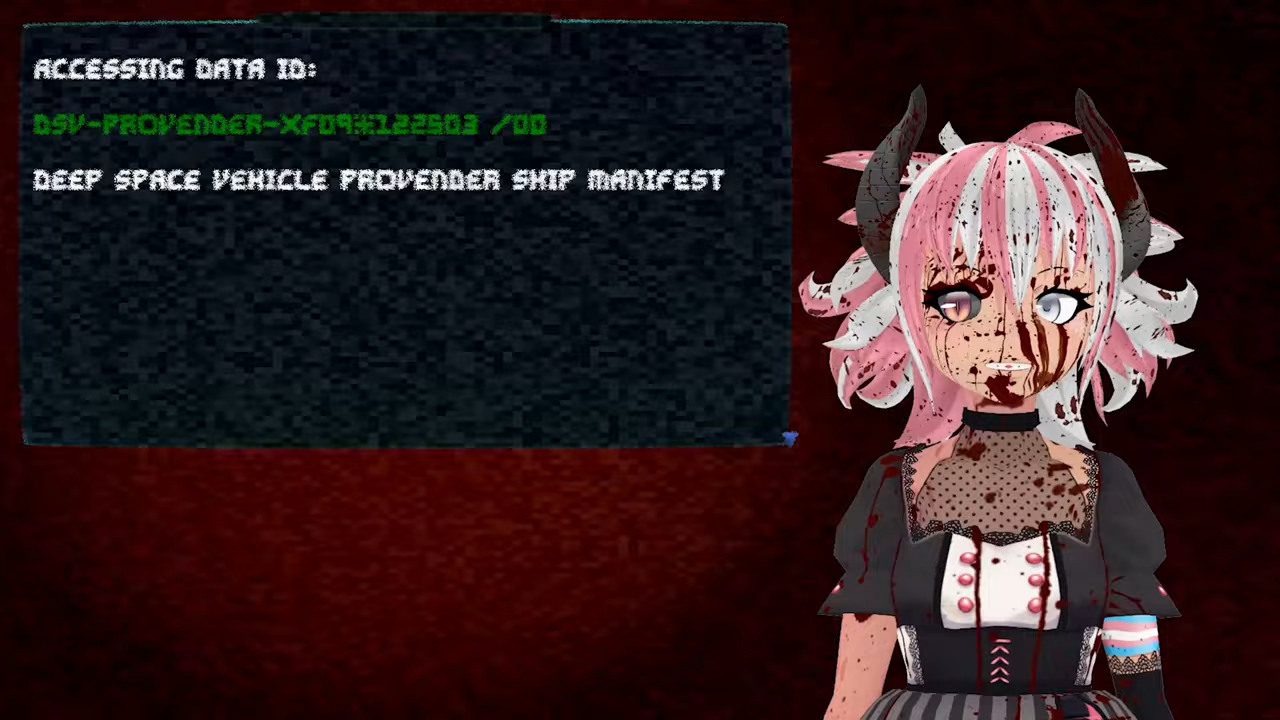 ACCESSING DATA ID:
DSV-PROVENDER-XF09#122503 /00
DEEP SPACE VEHICLE PROVENDER SHIP MANIFEST